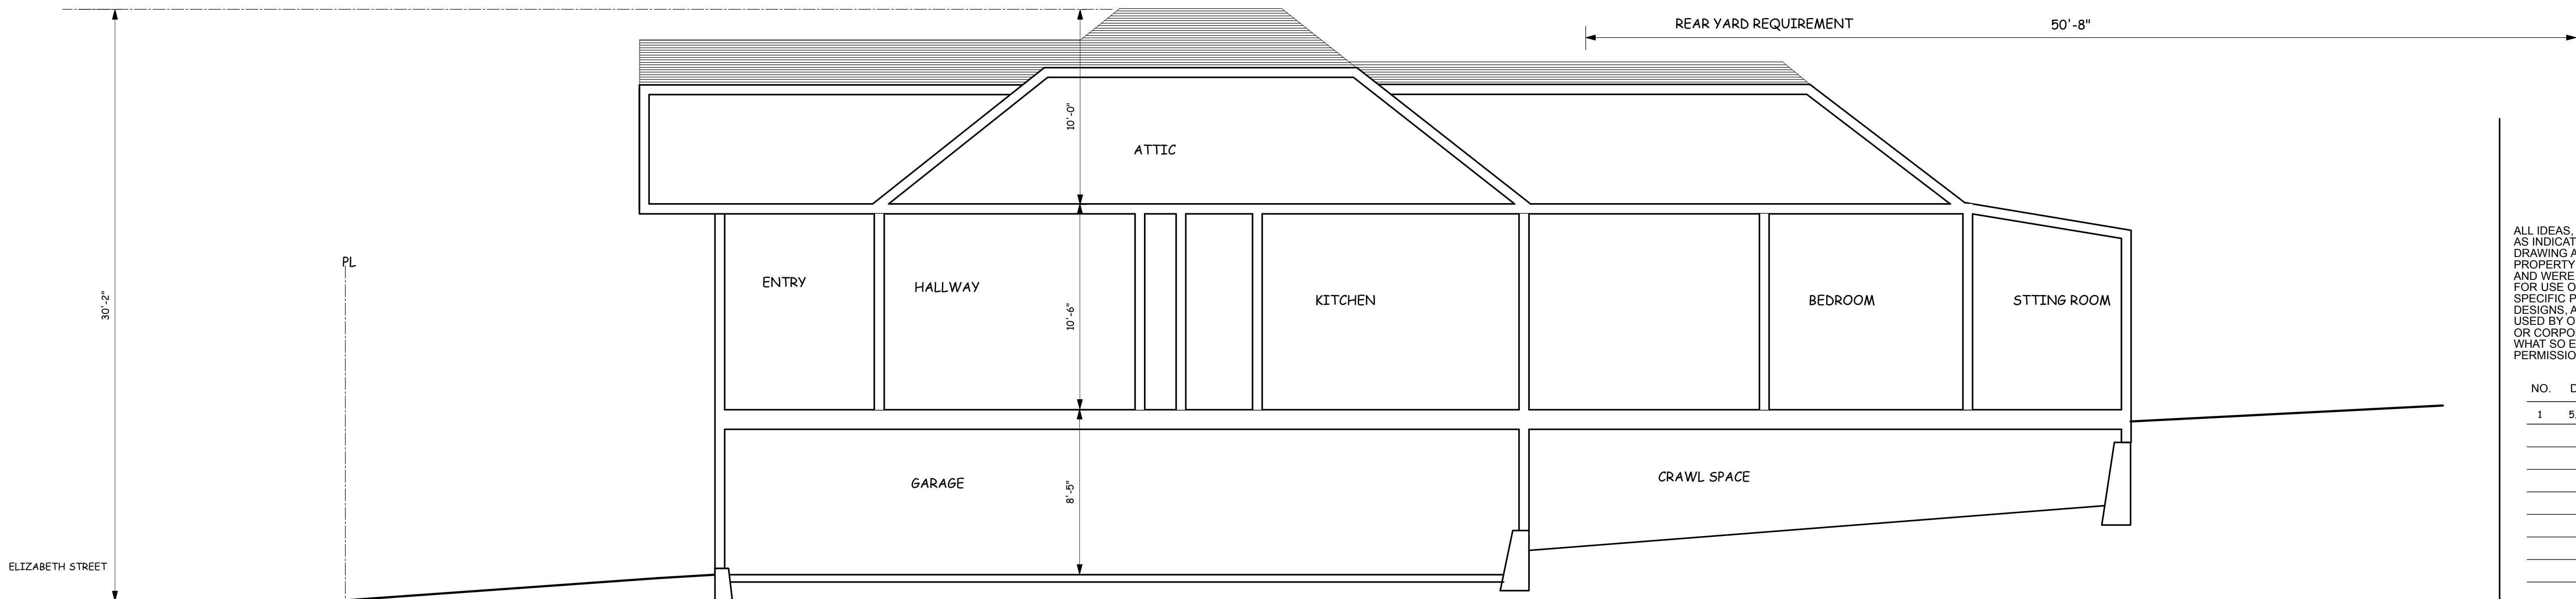 REAR YARD REQUIREMENT 50'-8"
10'-0"
ATTIC
PL
30'-2"
ENTRY
HALLWAY
10'-6"
KITCHEN
BEDROOM
STTING ROOM
GARAGE
8'-5"
CRAWL SPACE
ELIZABETH STREET
ALL IDEAS,
AS INDICAT
DRAWING A
PROPERTY
AND WERE
FOR USE O
SPECIFIC P
DESIGNS, A
USED BY O
OR CORPO
WHAT SO E
PERMISSIO
NO. D
1 5.